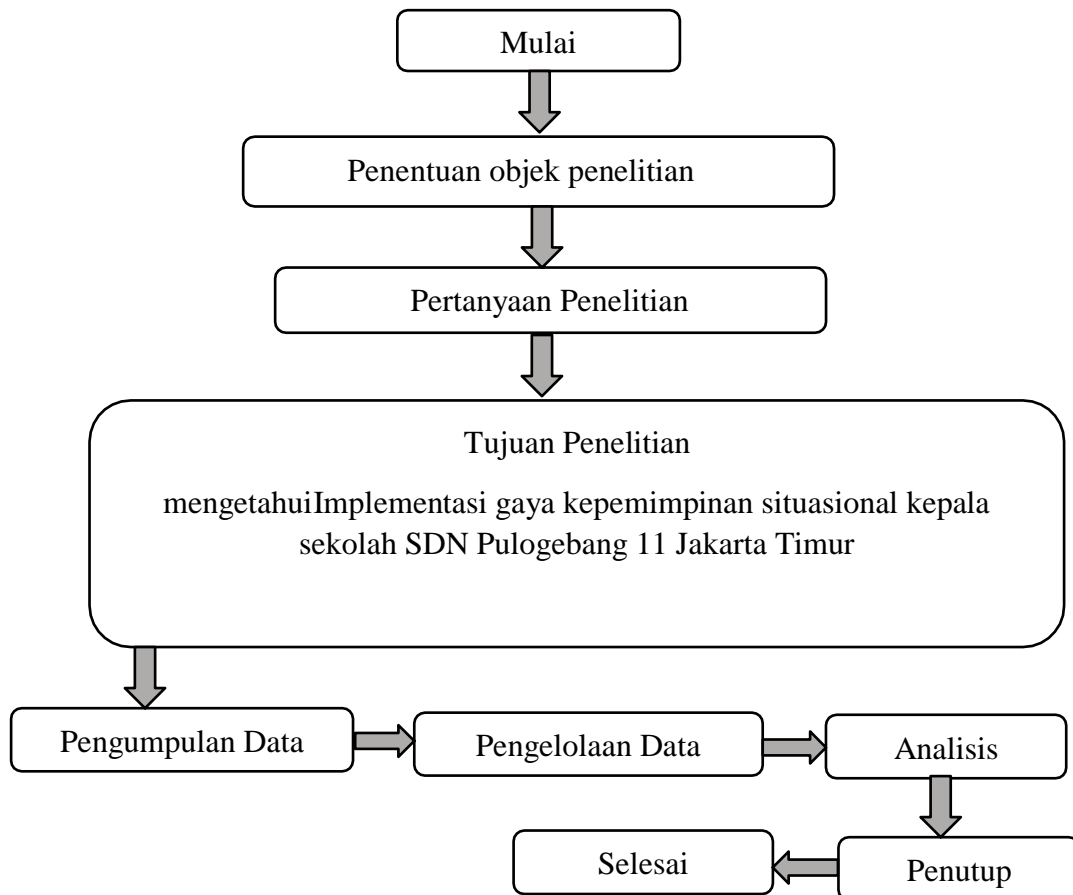 Mulai
Penentuan objek penelitian
Pertanyaan Penelitian
Tujuan Penelitian
mengetahuiImplementasi gaya kepemimpinan situasional kepala
sekolah SDN Pulogebang 11 Jakarta Timur
Pengumpulan Data
Pengelolaan Data
Analisis
Penutup
Selesai